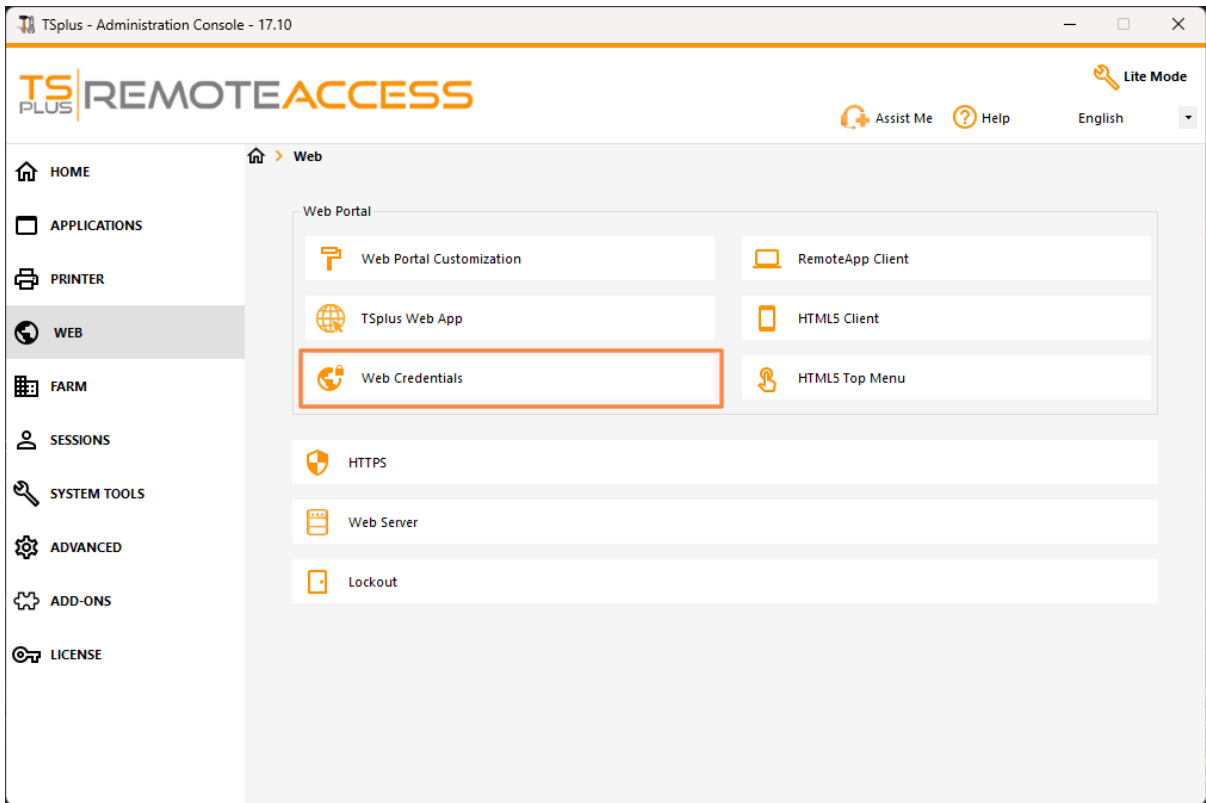 TSplus - Administration Console - 17.10
TS PLUS REMOTEACCESS
Lite Mode
Assist Me
Help
English
HOME
APPLICATIONS
PRINTER
WEB
FARM
SESSIONS
SYSTEM TOOLS
ADVANCED
ADD-ONS
LICENSE
Web
Web Portal
Web Portal Customization
RemoteApp Client
TSplus Web App
HTML5 Client
Web Credentials
HTML5 Top Menu
HTTPS
Web Server
Lockout